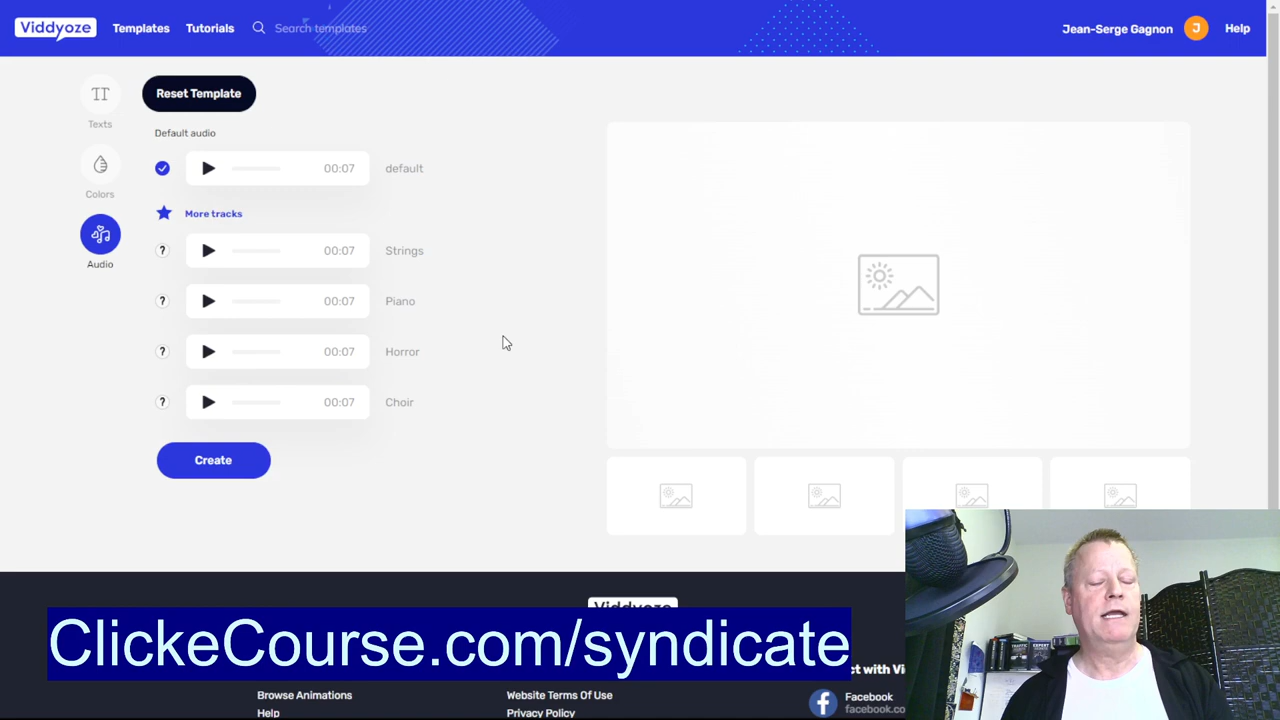 Viddyoze
Templates
Tutorials
Search templates
Jean-Serge Gagnon
J
Help
TT
Texts
Reset Template
Default audio
00:07
default
Colors
More tracks
?
00:07
Strings
Audio
?
00:07
Piano
?
00:07
Horror
?
00:07
Choir
Create
Viddyoze
ClickeCourse.com/syndicate
Browse Animations
Help
Website Terms Of Use
Privacy Policy
Facebook